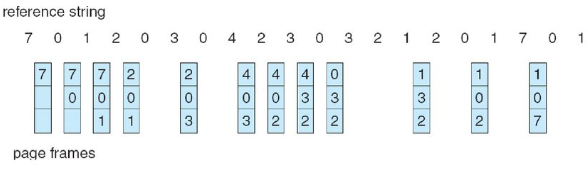 reference string
7 0 1 2 0 3 0 4 2 3 0 3 2 1 2 0 1 7 0 1
7 7 7 2 2 4 4 4 0 1 1 1
0 0 0 0 0 0 3 3 3 0 0
1 1 3 3 2 2 2 2 2 7
page frames